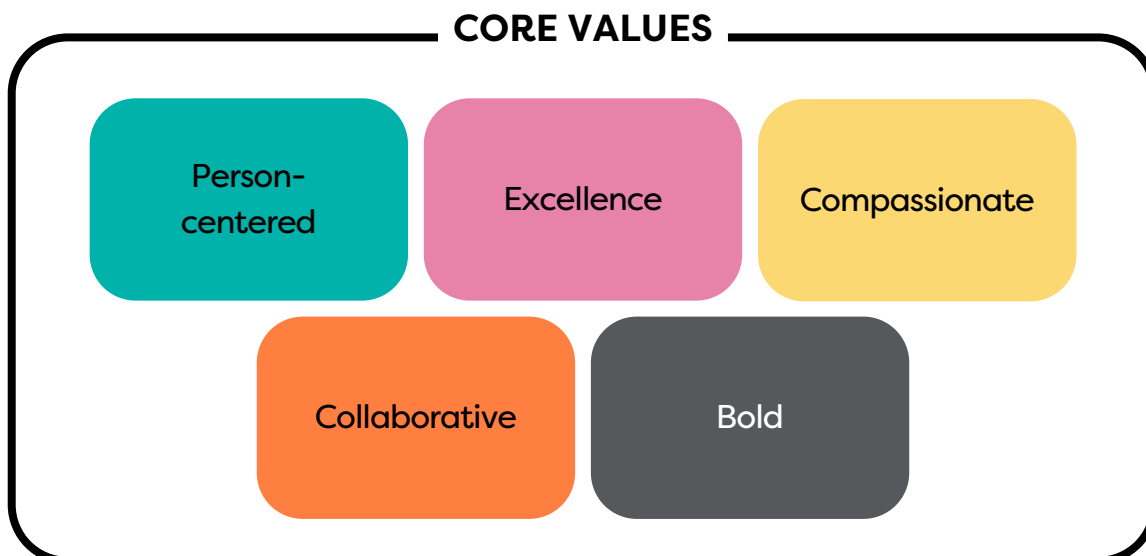 CORE VALUES
Person-
centered
Excellence
Compassionate
Collaborative
Bold